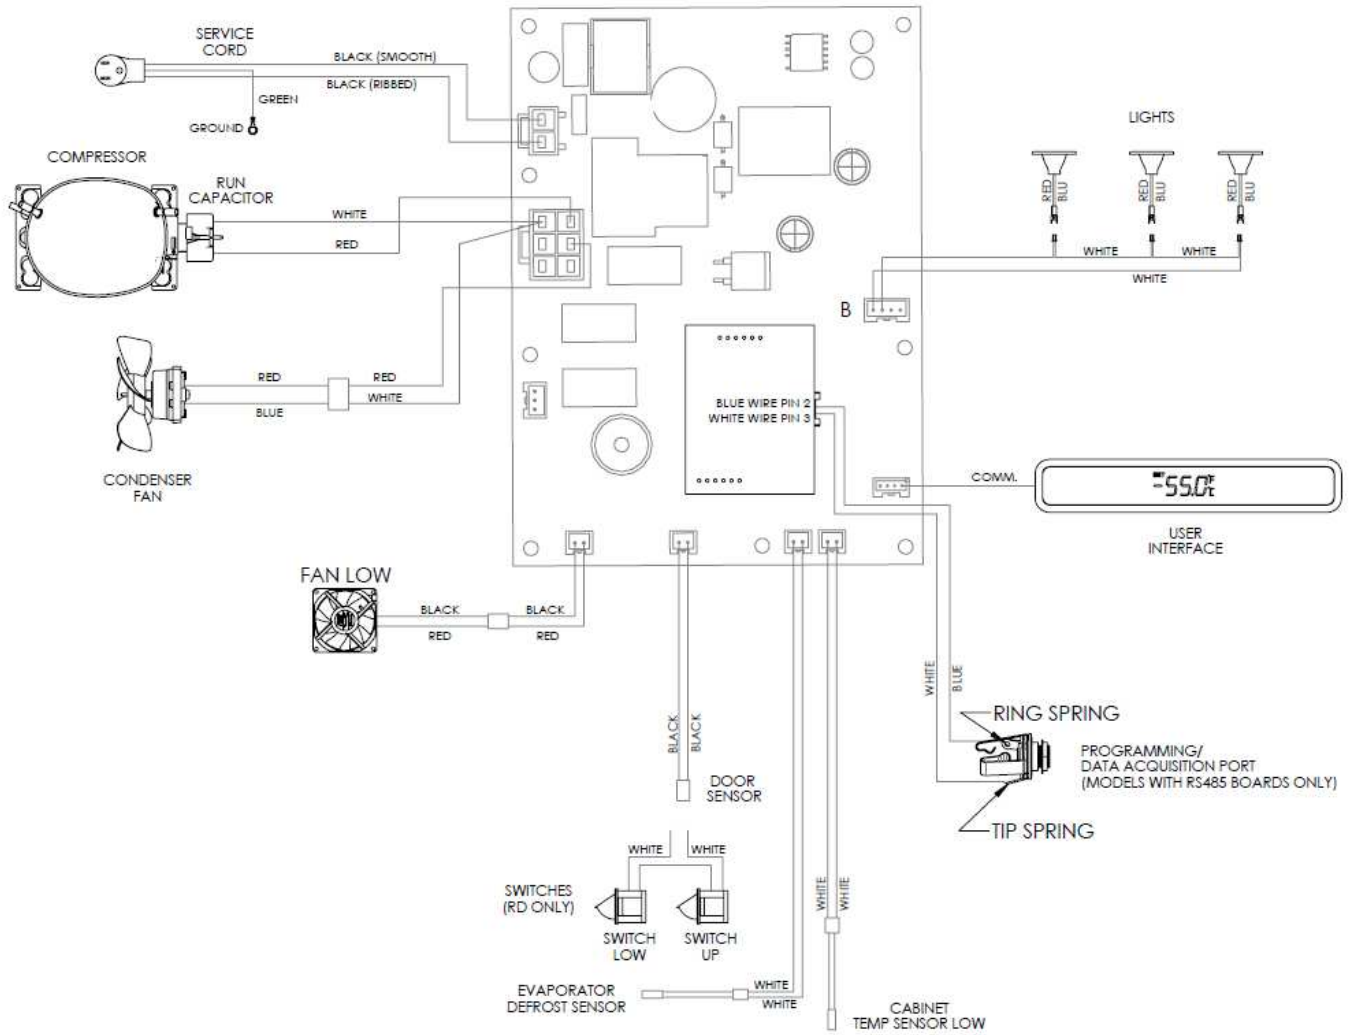 SERVICE
CORD
BLACK (SMOOTH)
BLACK (RIBBED)
GREEN
GROUND
COMPRESSOR
RUN
CAPACITOR
WHITE
RED
LIGHTS
RED
BLU
RED
BLU
RED
BLU
WHITE
WHITE
WHITE
B
RED
RED
BLUE
WHITE
CONDENSER
FAN
BLUE WIRE PIN 2
WHITE WIRE PIN 3
COMM.
-55.0
USER
INTERFACE
FAN LOW
BLACK
BLACK
RED
RED
WHITE
BLUE
RING SPRING
PROGRAMMING/
DATA ACQUISITION PORT
(MODELS WITH RS485 BOARDS ONLY)
TIP SPRING
BLACK
BLACK
DOOR
SENSOR
WHITE
WHITE
SWITCHES
(RD ONLY)
SWITCH
LOW
SWITCH
UP
WHITE
WHITE
EVAPORATOR
DEFROST SENSOR
WHITE
WHITE
CABINET
TEMP SENSOR LOW